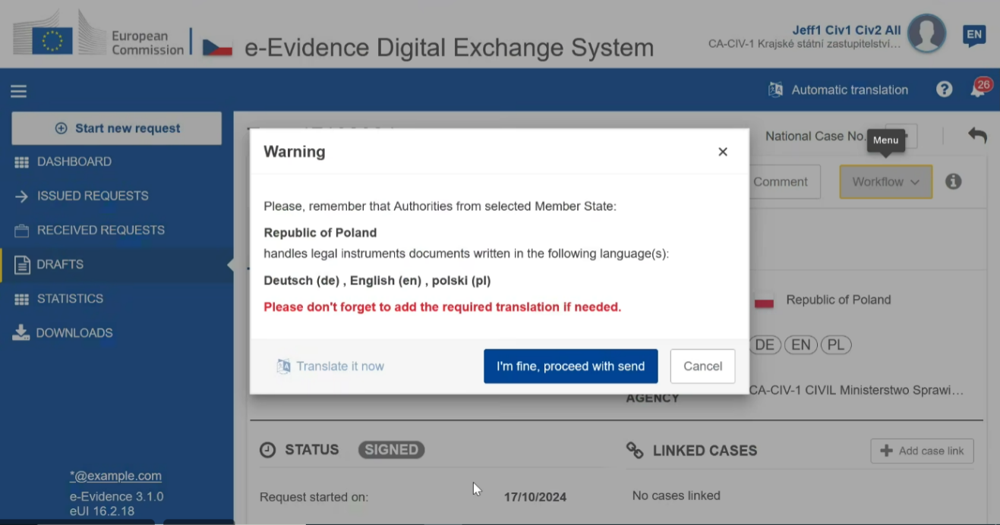 European
Commission
e-Evidence Digital Exchange System
Jeff1 Civ1 Civ2 All
CA-CIV-1 Krajské státní zastupitelství...
EN
Automatic translation
?
26
Start new request
DASHBOARD
ISSUED REQUESTS
RECEIVED REQUESTS
DRAFTS
STATISTICS
DOWNLOADS
*@example.com
e-Evidence 3.1.0
eUI 16.2.18
National Case No.
Menu
Comment
Workflow
Warning
Please, remember that Authorities from selected Member State:
Republic of Poland
handles legal instruments documents written in the following language(s):
Deutsch (de) , English (en) , polski (pl)
Please don't forget to add the required translation if needed.
Translate it now
I'm fine, proceed with send
Cancel
Republic of Poland
DE EN PL
AGENCY
CA-CIV-1 CIVIL Ministerstwo Sprawi...
STATUS SIGNED
Request started on: 17/10/2024
LINKED CASES
Add case link
No cases linked